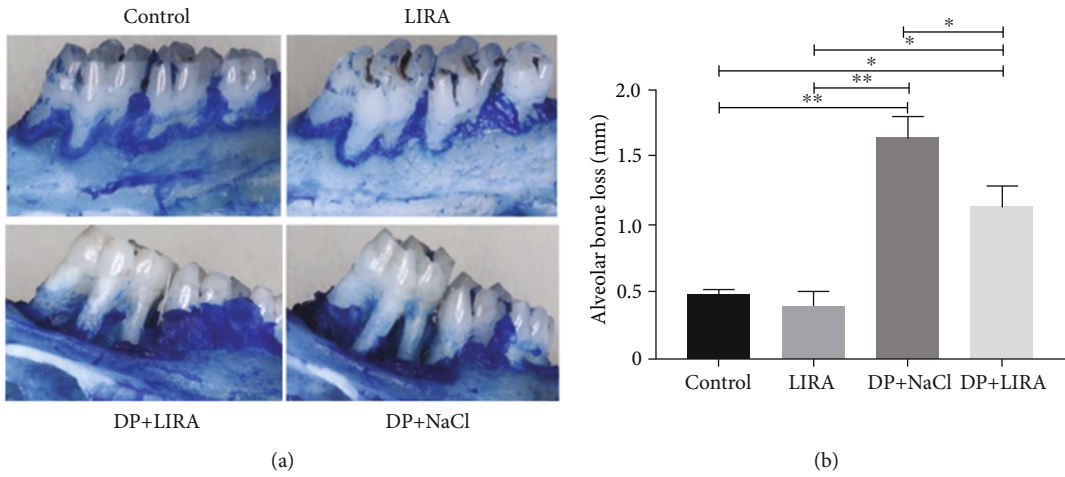 Control
LIRA
DP+LIRA
DP+NaCl
(a)
*
*
*
**
**
2.0
1.5
1.0
0.5
0
Alveolar bone loss (mm)
Control
LIRA
DP+NaCl
DP+LIRA
(b)